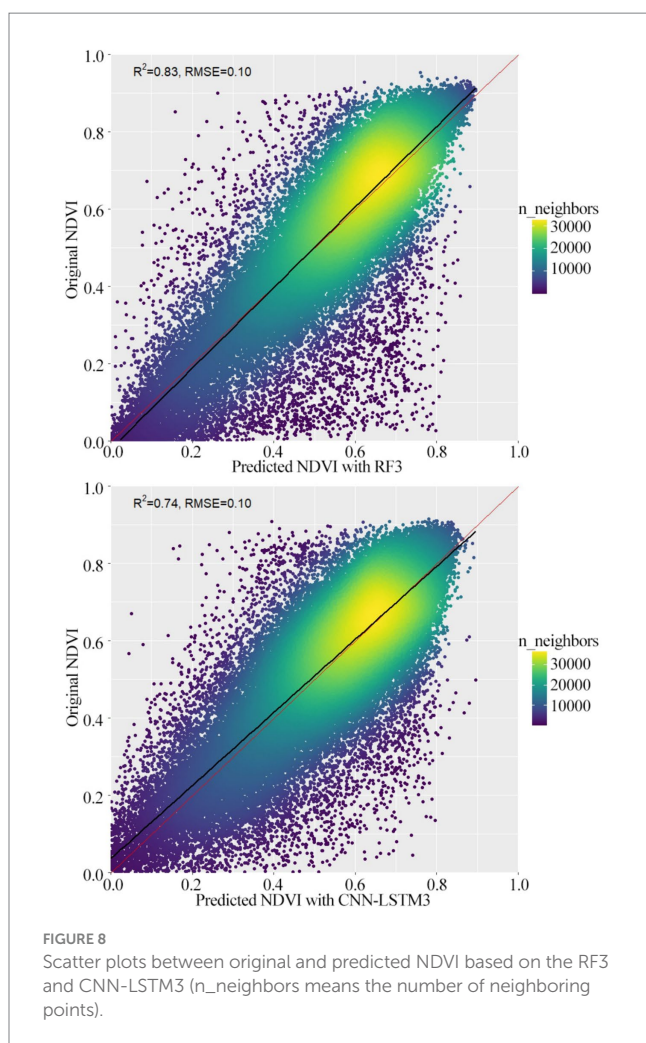 1.0
R²=0.83, RMSE=0.10
0.8
0.6
Original NDVI
0.4
0.2
0.0
0.0 0.2 0.4 0.6 0.8 1.0
Predicted NDVI with RF3
n_neighbors
30000
20000
10000
1.0
R²=0.74, RMSE=0.10
0.8
0.6
Original NDVI
0.4
0.2
0.0
0.0 0.2 0.4 0.6 0.8 1.0
Predicted NDVI with CNN-LSTM3
n_neighbors
30000
20000
10000
FIGURE 8
Scatter plots between original and predicted NDVI based on the RF3
and CNN-LSTM3 (n_neighbors means the number of neighboring
points).